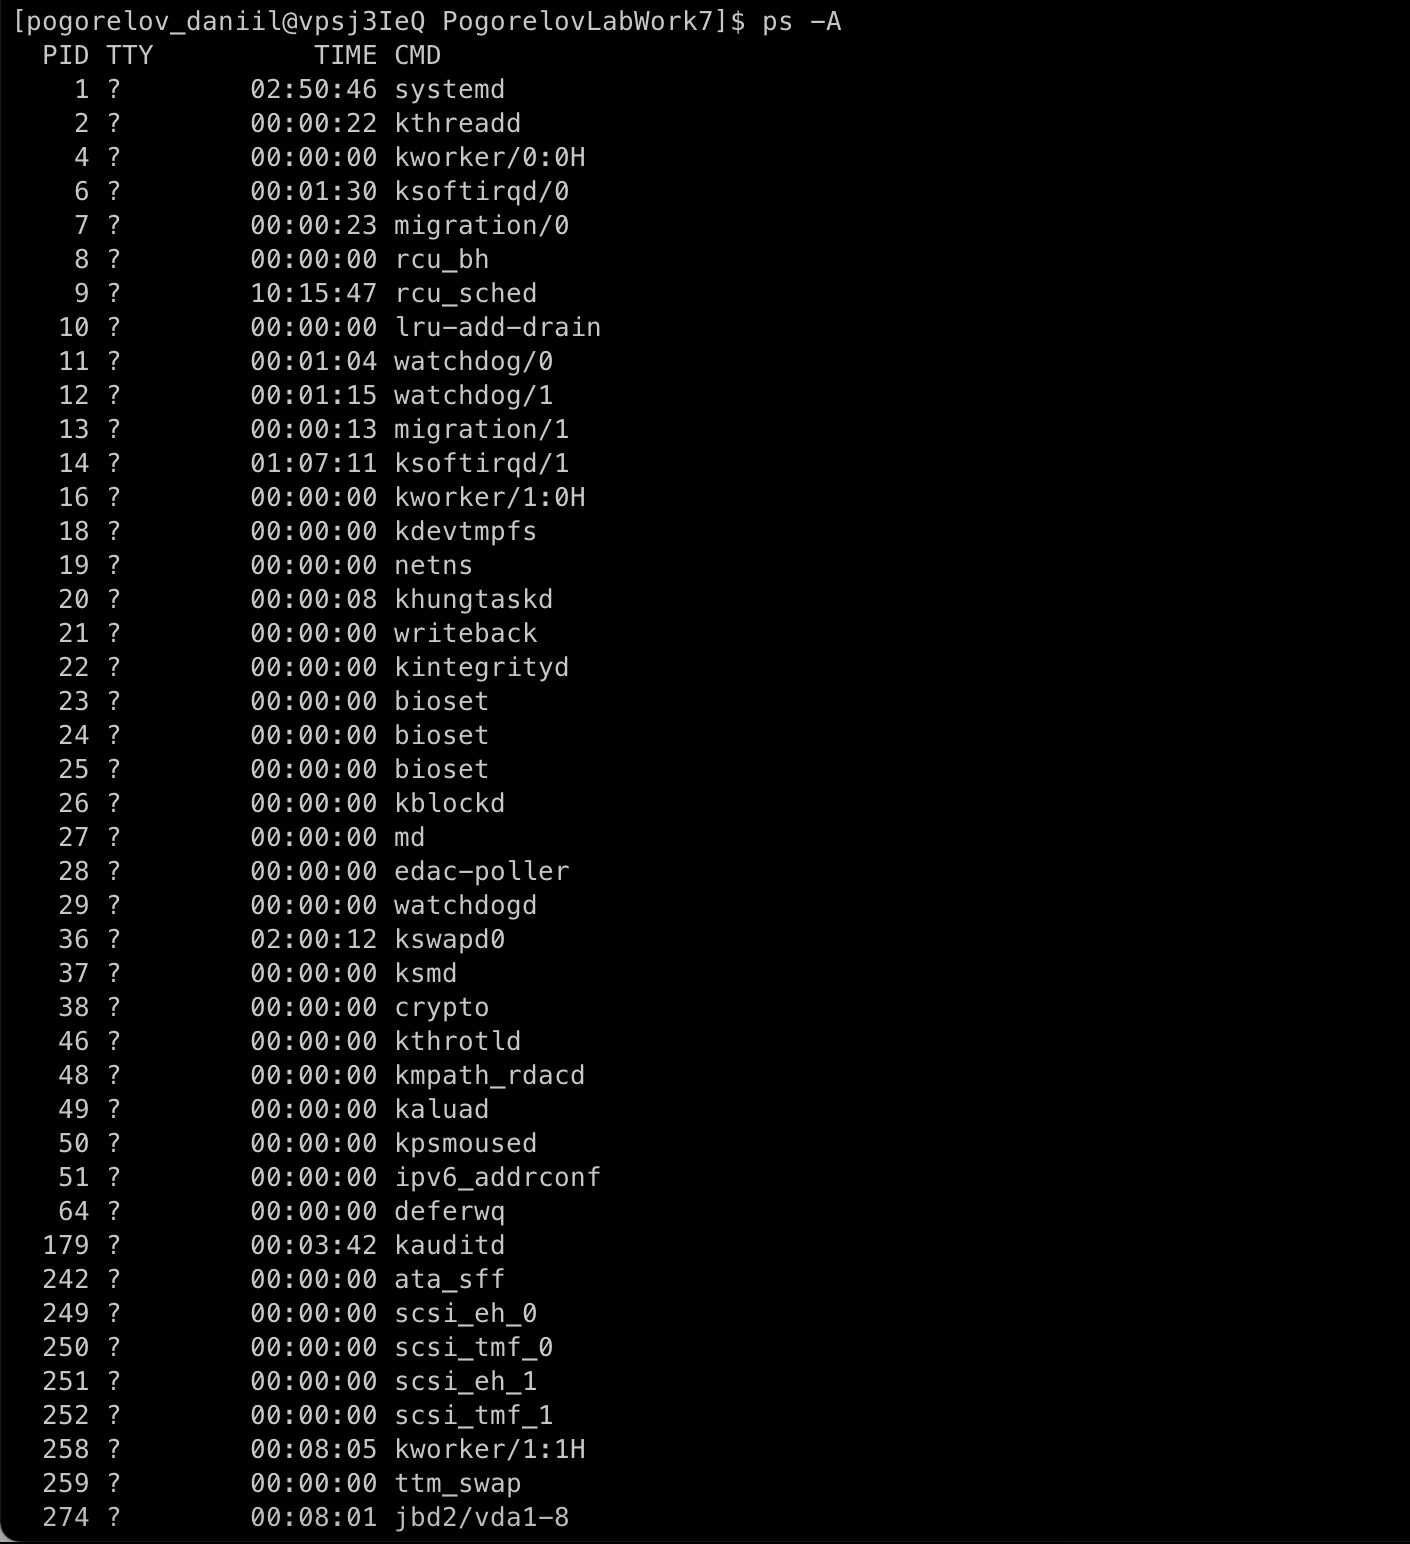 [pogorelov_daniil@vpsj3IeQ PogorelovLabWork7]$ ps -A
  PID TTY          TIME CMD
    1 ?        02:50:46 systemd
    2 ?        00:00:22 kthreadd
    4 ?        00:00:00 kworker/0:0H
    6 ?        00:01:30 ksoftirqd/0
    7 ?        00:00:23 migration/0
    8 ?        00:00:00 rcu_bh
    9 ?        10:15:47 rcu_sched
   10 ?        00:00:00 lru-add-drain
   11 ?        00:01:04 watchdog/0
   12 ?        00:01:15 watchdog/1
   13 ?        00:00:13 migration/1
   14 ?        01:07:11 ksoftirqd/1
   16 ?        00:00:00 kworker/1:0H
   18 ?        00:00:00 kdevtmpfs
   19 ?        00:00:00 netns
   20 ?        00:00:08 khungtaskd
   21 ?        00:00:00 writeback
   22 ?        00:00:00 kintegrityd
   23 ?        00:00:00 bioset
   24 ?        00:00:00 bioset
   25 ?        00:00:00 bioset
   26 ?        00:00:00 kblockd
   27 ?        00:00:00 md
   28 ?        00:00:00 edac-poller
   29 ?        00:00:00 watchdogd
   36 ?        02:00:12 kswapd0
   37 ?        00:00:00 ksmd
   38 ?        00:00:00 crypto
   46 ?        00:00:00 kthrotld
   48 ?        00:00:00 kmpath_rdacd
   49 ?        00:00:00 kaluad
   50 ?        00:00:00 kpsmoused
   51 ?        00:00:00 ipv6_addrconf
   64 ?        00:00:00 deferwq
  179 ?        00:03:42 kauditd
  242 ?        00:00:00 ata_sff
  249 ?        00:00:00 scsi_eh_0
  250 ?        00:00:00 scsi_tmf_0
  251 ?        00:00:00 scsi_eh_1
  252 ?        00:00:00 scsi_tmf_1
  258 ?        00:08:05 kworker/1:1H
  259 ?        00:00:00 ttm_swap
  274 ?        00:08:01 jbd2/vda1-8